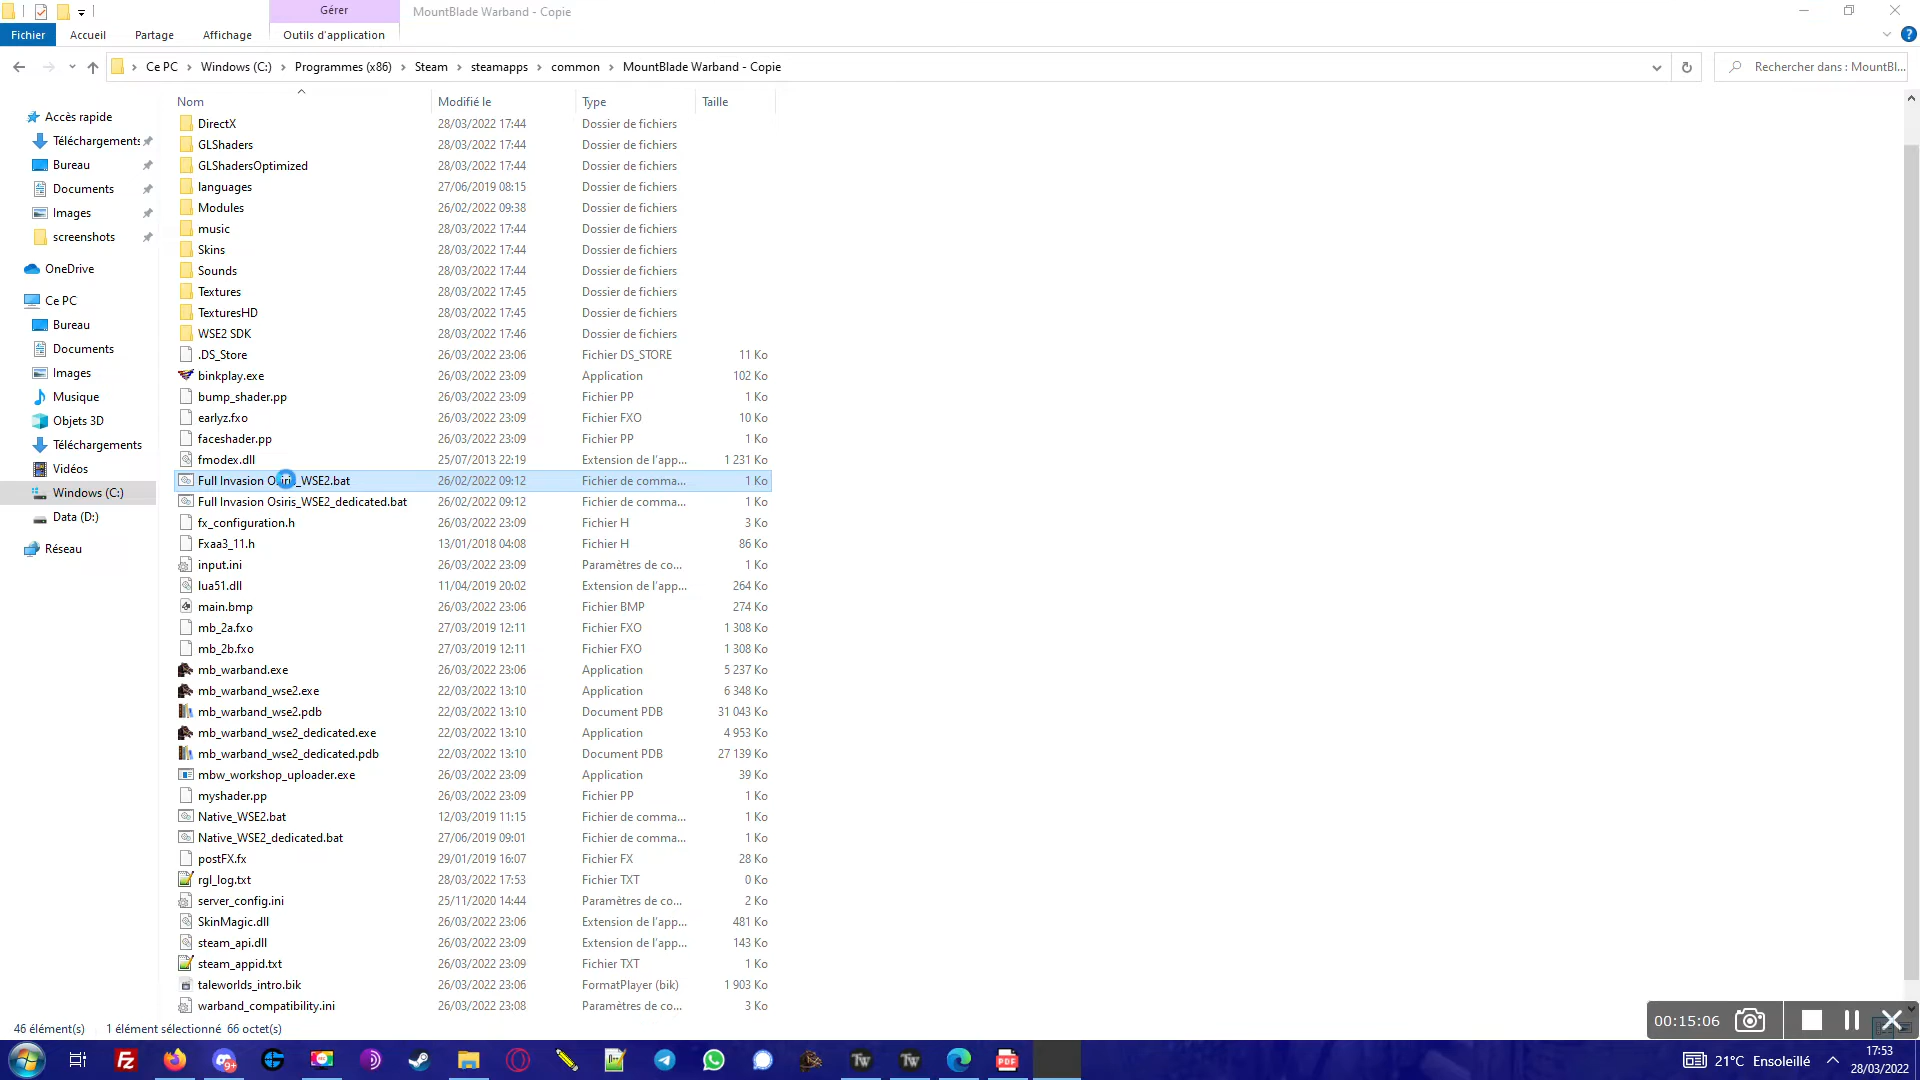 Gérer
MountBlade Warband - Copie
Fichier
Accueil
Partage
Affichage
Outils d'application
Ce PC > Windows (C:) > Programmes (x86) > Steam > steamapps > common > MountBlade Warband - Copie
Rechercher dans : MountBl...
Accès rapide
Téléchargements
Bureau
Documents
Images
screenshots
OneDrive
Ce PC
Bureau
Documents
Images
Musique
Objets 3D
Téléchargements
Vidéos
Windows (C:)
Data (D:)
Réseau
Nom Modifié le Type Taille
DirectX 28/03/2022 17:44 Dossier de fichiers
GLShaders 28/03/2022 17:44 Dossier de fichiers
GLShadersOptimized 28/03/2022 17:44 Dossier de fichiers
languages 27/06/2019 08:15 Dossier de fichiers
Modules 26/02/2022 09:38 Dossier de fichiers
music 28/03/2022 17:44 Dossier de fichiers
Skins 28/03/2022 17:44 Dossier de fichiers
Sounds 28/03/2022 17:44 Dossier de fichiers
Textures 28/03/2022 17:45 Dossier de fichiers
TexturesHD 28/03/2022 17:45 Dossier de fichiers
WSE2 SDK 28/03/2022 17:46 Dossier de fichiers
.DS_Store 26/03/2022 23:06 Fichier DS_STORE 11 Ko
binkplay.exe 26/03/2022 23:09 Application 102 Ko
bump_shader.pp 26/03/2022 23:09 Fichier PP 1 Ko
earlyz.fxo 26/03/2022 23:09 Fichier FXO 10 Ko
faceshader.pp 26/03/2022 23:09 Fichier PP 1 Ko
fmodex.dll 25/07/2013 22:19 Extension de l'app... 1 231 Ko
Full Invasion Osiris_WSE2.bat 26/02/2022 09:12 Fichier de comma... 1 Ko
Full Invasion Osiris_WSE2_dedicated.bat 26/02/2022 09:12 Fichier de comma... 1 Ko
fx_configuration.h 26/03/2022 23:09 Fichier H 3 Ko
Fxaa3_11.h 13/01/2018 04:08 Fichier H 86 Ko
input.ini 26/03/2022 23:09 Paramètres de co... 1 Ko
lua51.dll 11/04/2019 20:02 Extension de l'app... 264 Ko
main.bmp 26/03/2022 23:06 Fichier BMP 274 Ko
mb_2a.fxo 27/03/2019 12:11 Fichier FXO 1 308 Ko
mb_2b.fxo 27/03/2019 12:11 Fichier FXO 1 308 Ko
mb_warband.exe 26/03/2022 23:06 Application 5 237 Ko
mb_warband_wse2.exe 22/03/2022 13:10 Application 6 348 Ko
mb_warband_wse2.pdb 22/03/2022 13:10 Document PDB 31 043 Ko
mb_warband_wse2_dedicated.exe 22/03/2022 13:10 Application 4 953 Ko
mb_warband_wse2_dedicated.pdb 22/03/2022 13:10 Document PDB 27 139 Ko
mbw_workshop_uploader.exe 26/03/2022 23:09 Application 39 Ko
myshader.pp 26/03/2022 23:09 Fichier PP 1 Ko
Native_WSE2.bat 12/03/2019 11:15 Fichier de comma... 1 Ko
Native_WSE2_dedicated.bat 27/06/2019 09:01 Fichier de comma... 1 Ko
postFX.fx 29/01/2019 16:07 Fichier FX 28 Ko
rgl_log.txt 28/03/2022 17:53 Fichier TXT 0 Ko
server_config.ini 25/11/2020 14:44 Paramètres de co... 2 Ko
SkinMagic.dll 26/03/2022 23:06 Extension de l'app... 481 Ko
steam_api.dll 26/03/2022 23:09 Extension de l'app... 143 Ko
steam_appid.txt 26/03/2022 23:09 Fichier TXT 1 Ko
taleworlds_intro.bik 26/03/2022 23:06 FormatPlayer (bik) 1 903 Ko
warband_compatibility.ini 26/03/2022 23:08 Paramètres de co... 3 Ko
46 élément(s) 1 élément sélectionné 66 octet(s)
00:15:06
FZ
9+
Tw
Tw
PDF
21°C Ensoleillé
17:53
28/03/2022